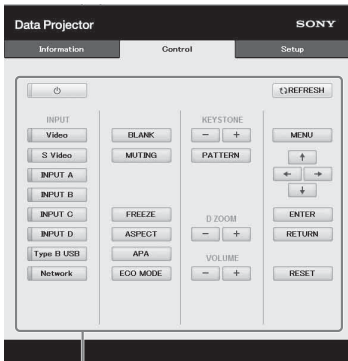 Data Projector
SONY
Information
Control
Setup
REFRESH
INPUT
KEYSTONE
Video
BLANK
− +
MENU
S Video
MUTING
PATTERN
INPUT A
INPUT B
INPUT C
FREEZE
D ZOOM
ENTER
INPUT D
ASPECT
− +
RETURN
Type B USB
APA
VOLUME
Network
ECO MODE
− +
RESET